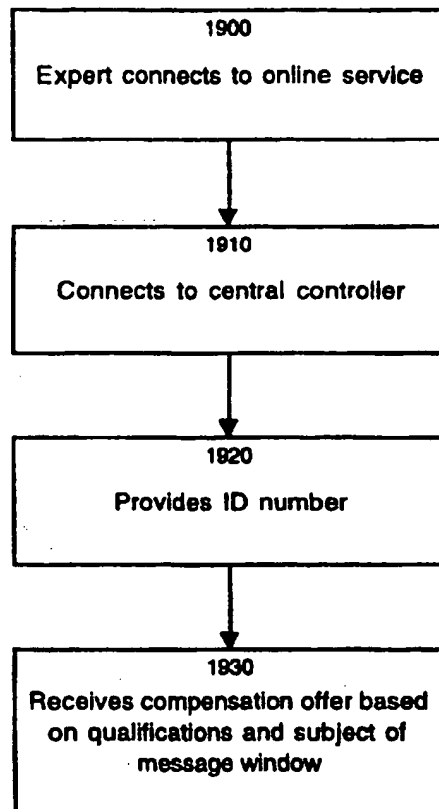 1900
Expert connects to online service
1910
Connects to central controller
1920
Provides ID number
1930
Receives compensation offer based
on qualifications and subject of
message window